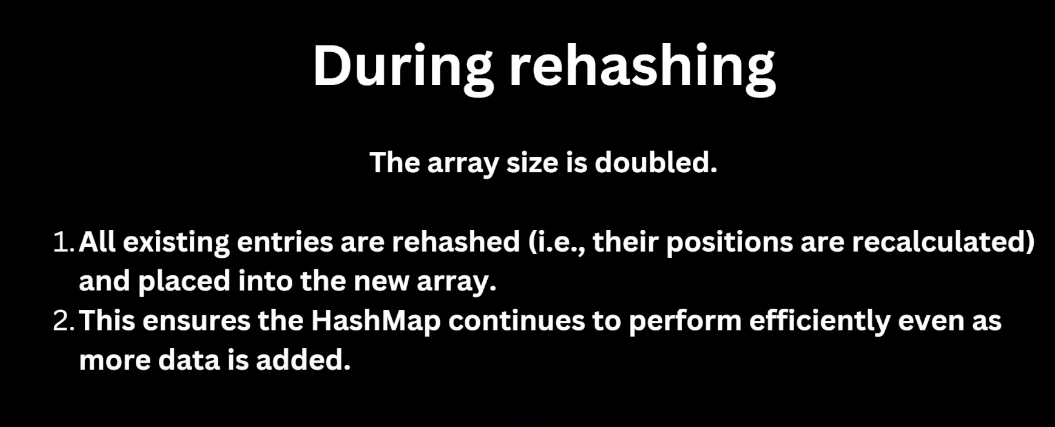 During rehashing
The array size is doubled.
1. All existing entries are rehashed (i.e., their positions are recalculated)
and placed into the new array.
2. This ensures the HashMap continues to perform efficiently even as
more data is added.